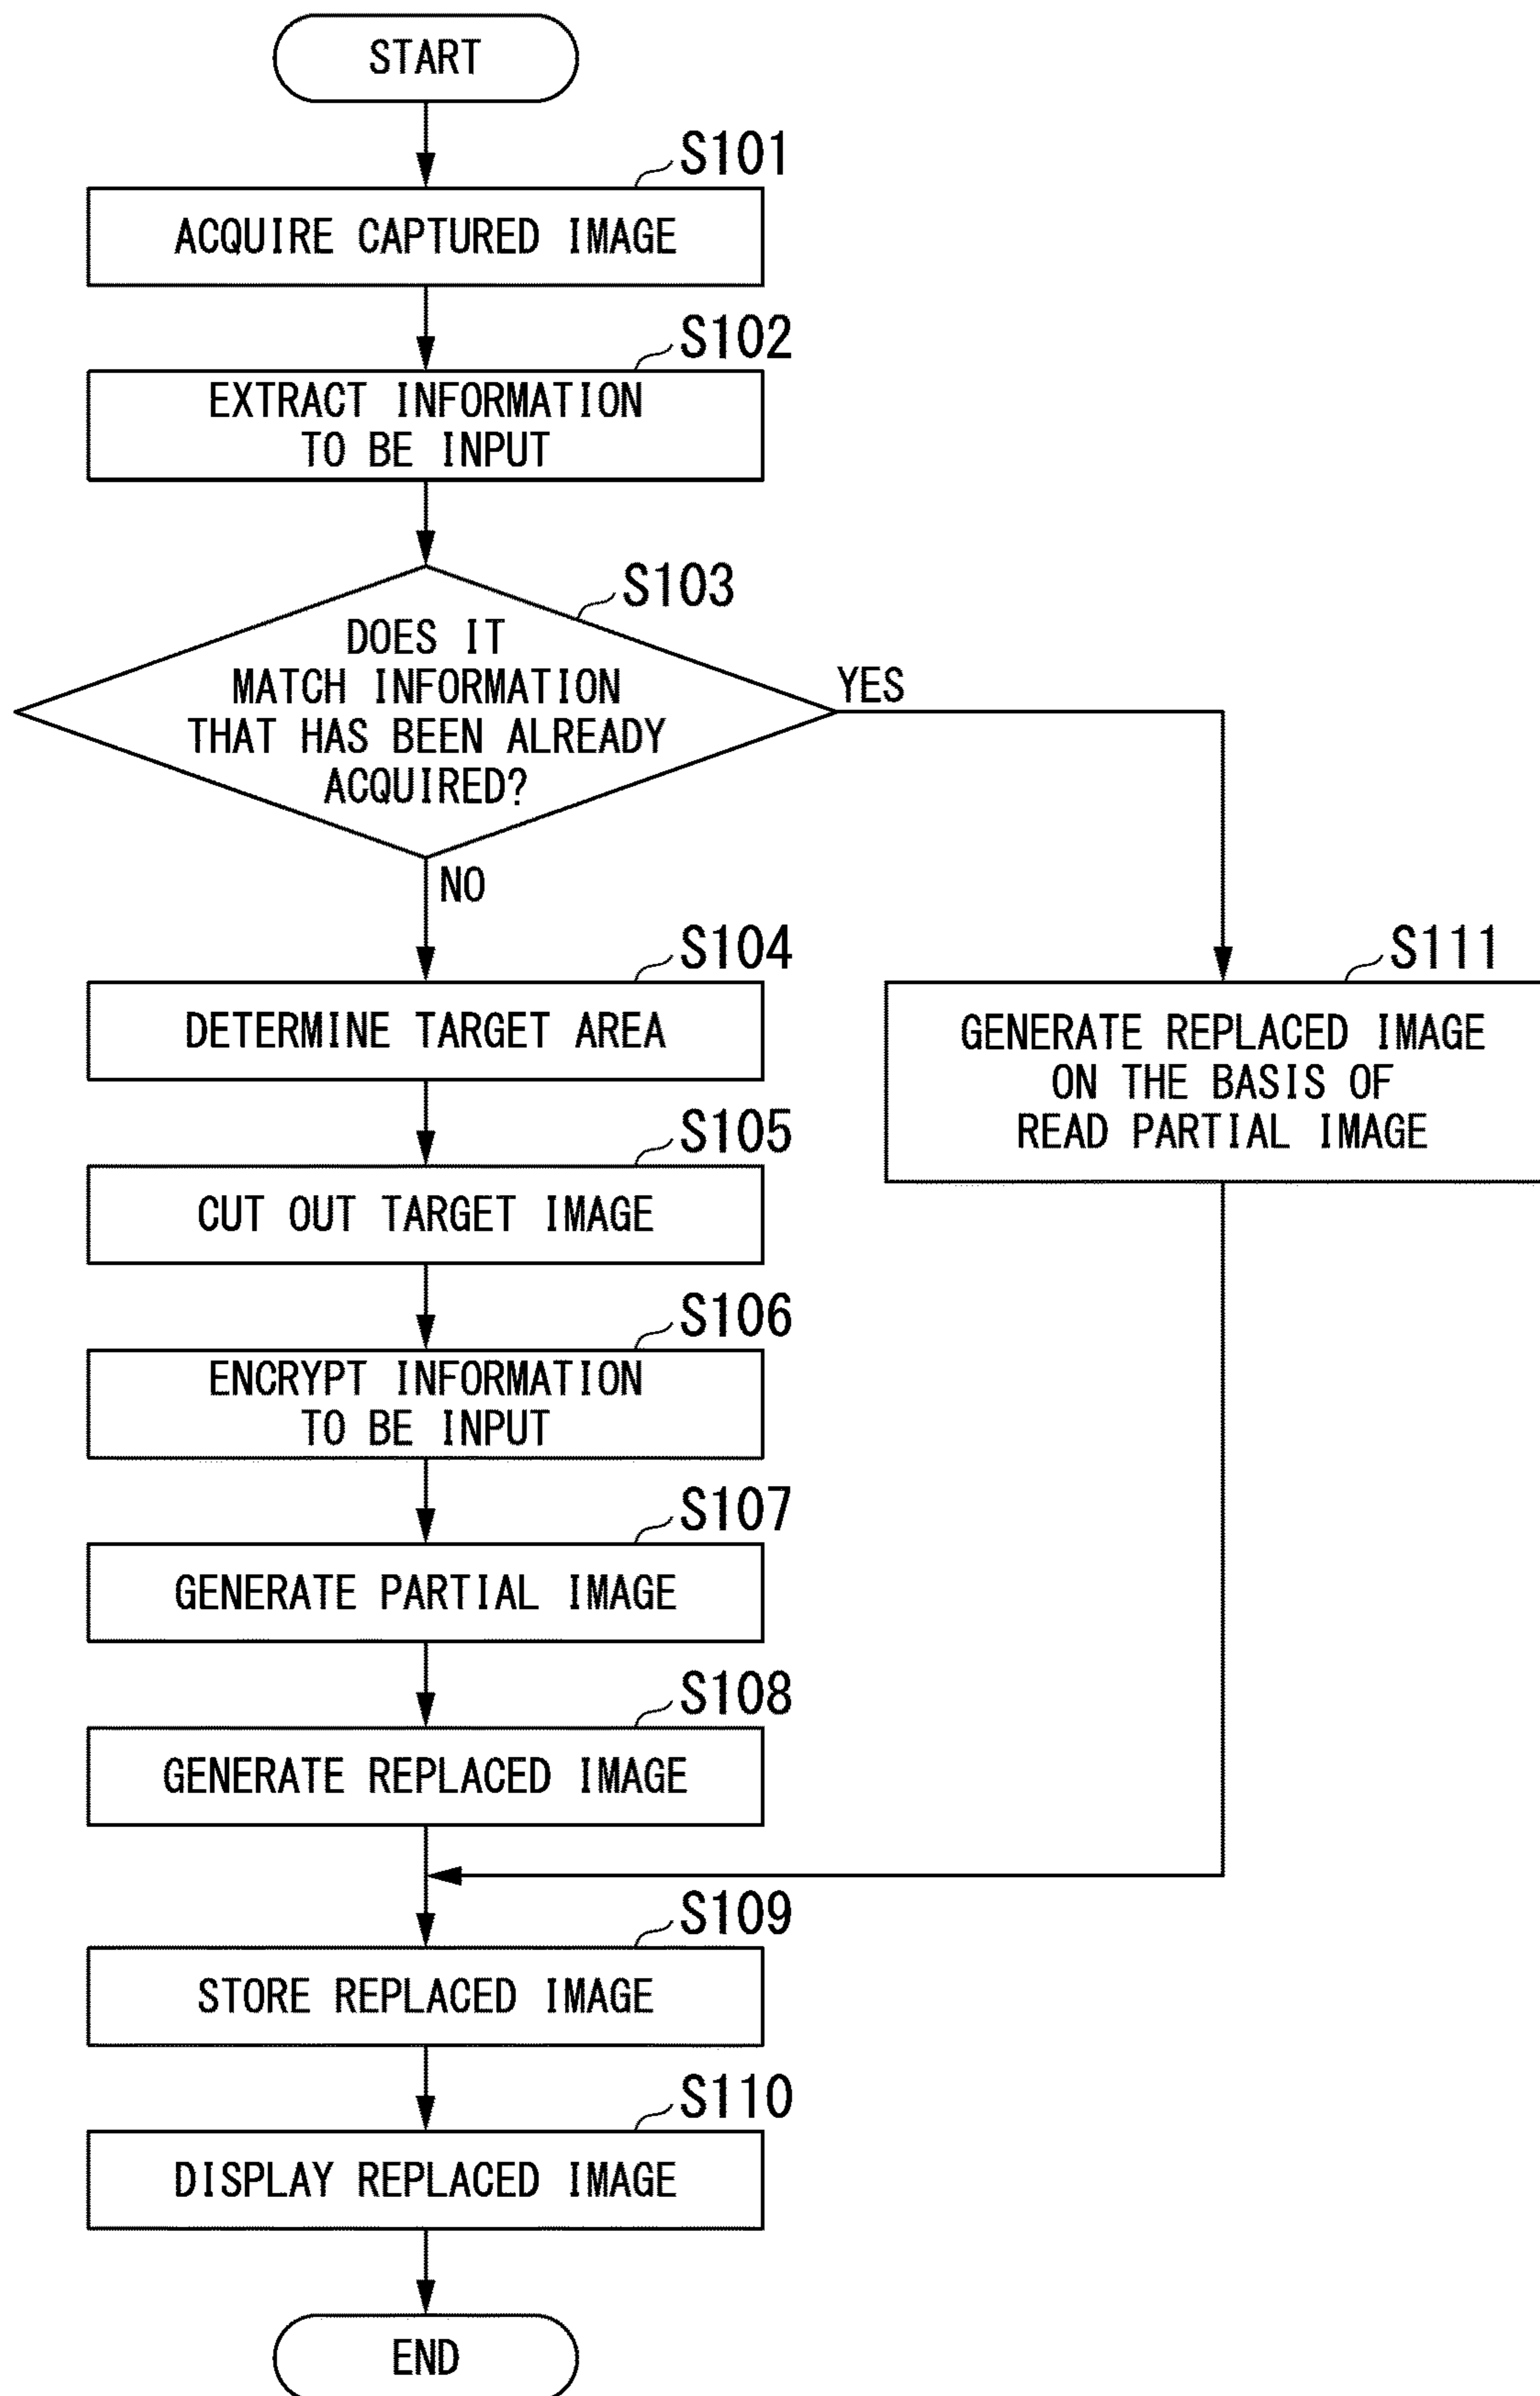 START
S101
ACQUIRE CAPTURED IMAGE
S102
EXTRACT INFORMATION
TO BE INPUT
S103
DOES IT
MATCH INFORMATION
THAT HAS BEEN ALREADY
ACQUIRED?
YES
NO
S104
DETERMINE TARGET AREA
S111
GENERATE REPLACED IMAGE
ON THE BASIS OF
READ PARTIAL IMAGE
S105
CUT OUT TARGET IMAGE
S106
ENCRYPT INFORMATION
TO BE INPUT
S107
GENERATE PARTIAL IMAGE
S108
GENERATE REPLACED IMAGE
S109
STORE REPLACED IMAGE
S110
DISPLAY REPLACED IMAGE
END